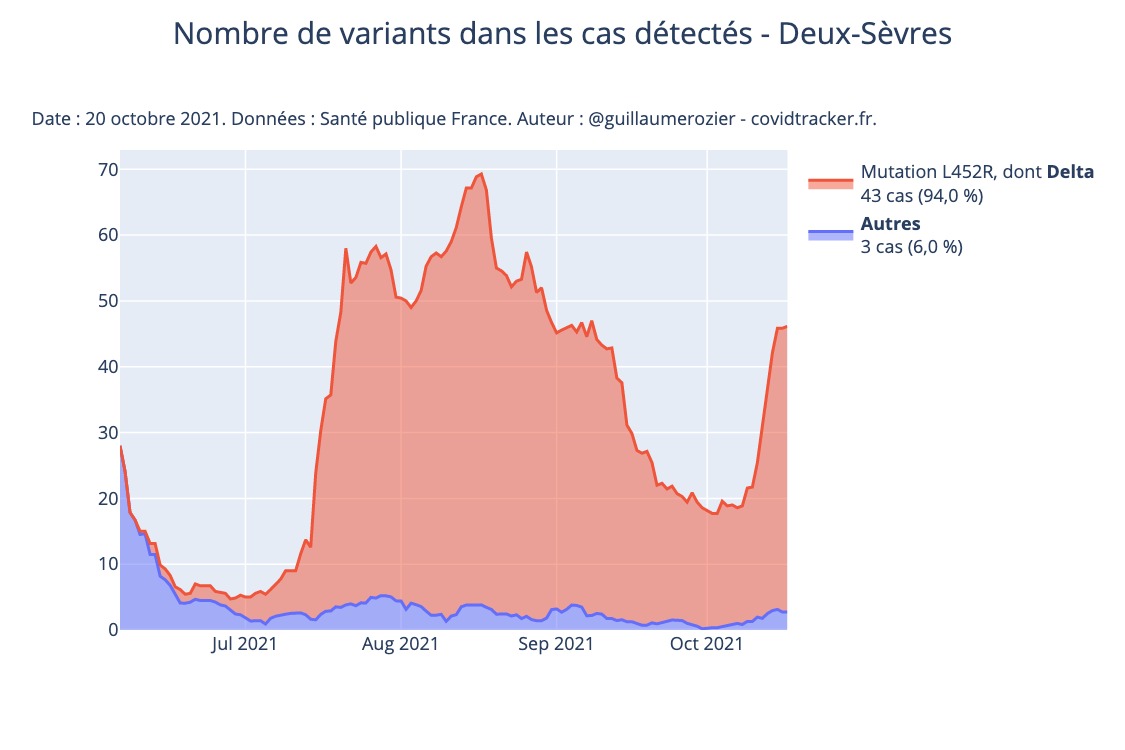 Nombre de variants dans les cas détectés - Deux-Sèvres
Date : 20 octobre 2021. Données : Santé publique France. Auteur : @guillaumerozier - covidtracker.fr.
70
60
50
40
30
20
10
0
Jul 2021
Aug 2021
Sep 2021
Oct 2021
Mutation L452R, dont Delta
43 cas (94,0 %)
Autres
3 cas (6,0 %)